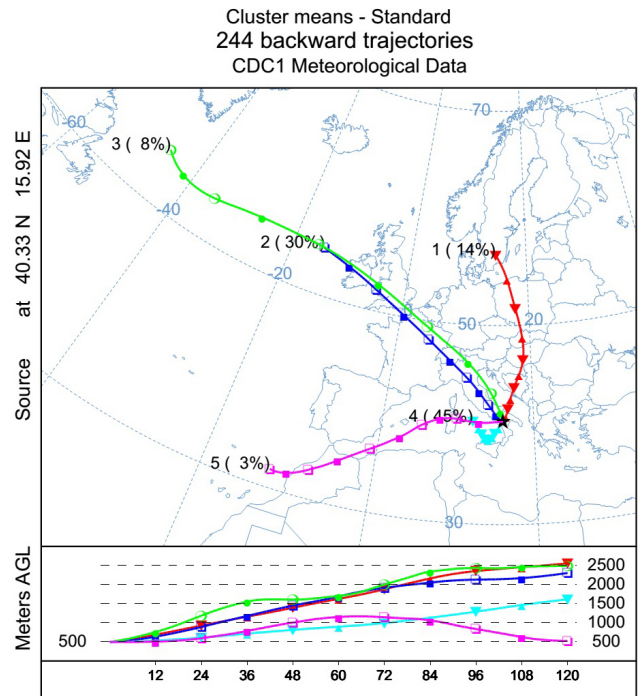 Cluster means - Standard
244 backward trajectories
CDC1 Meteorological Data
Source at 40.33 N 15.92 E
-60
70
3 ( 8%)
-40
2 (30%)
1 (14%)
-20
50
20
4 (45%)
5 ( 3%)
30
Meters AGL
2500
2000
1500
1000
500
500
12 24 36 48 60 72 84 96 108 120